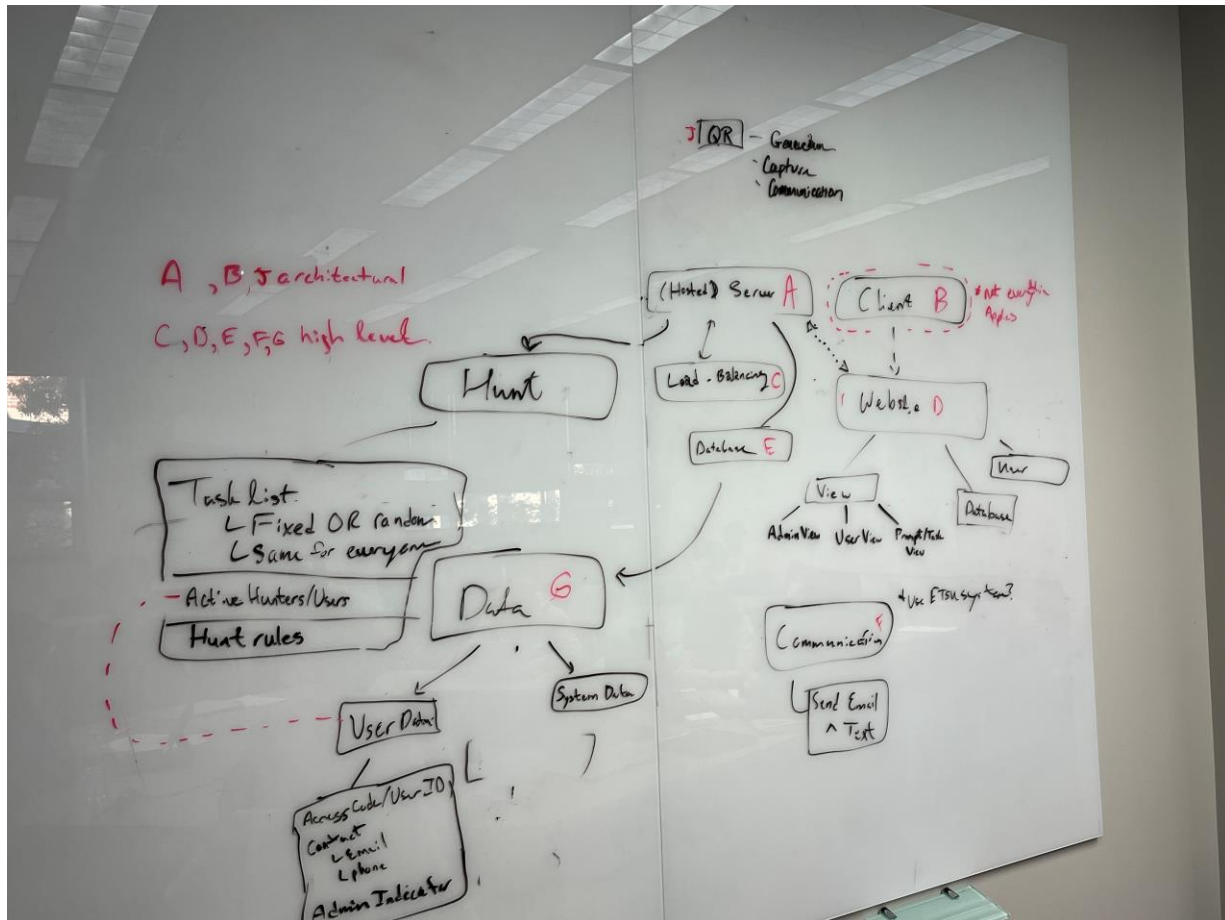 J QR - Generation
- Capture
- Communication
A, B, J architectural
C, D, E, F, G high level.
(Hosted) Server A
Client B
* not everything
Applies
Hunt
Load-Balancing C
Website D
Database E
User
Database
View
Admin View
User View
Prompt/Task
View
Task List.
L Fixed OR random
L Same for everyone
- Active Hunters/Users
Hunt rules
Data G
* Use ETSU system?
Communication F
Send Email
^ Text
User Data
System Data
Access Code/User ID
Contact
L Email
L phone
Admin Indicator